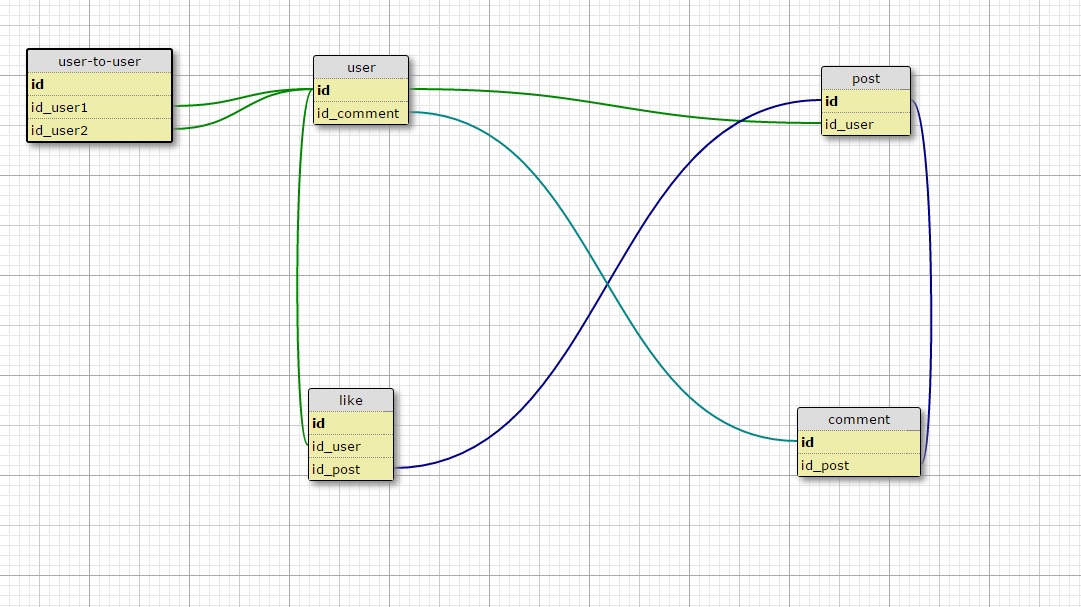 user-to-user
id
id_user1
id_user2
user
id
id_comment
post
id
id_user
like
id
id_user
id_post
comment
id
id_post